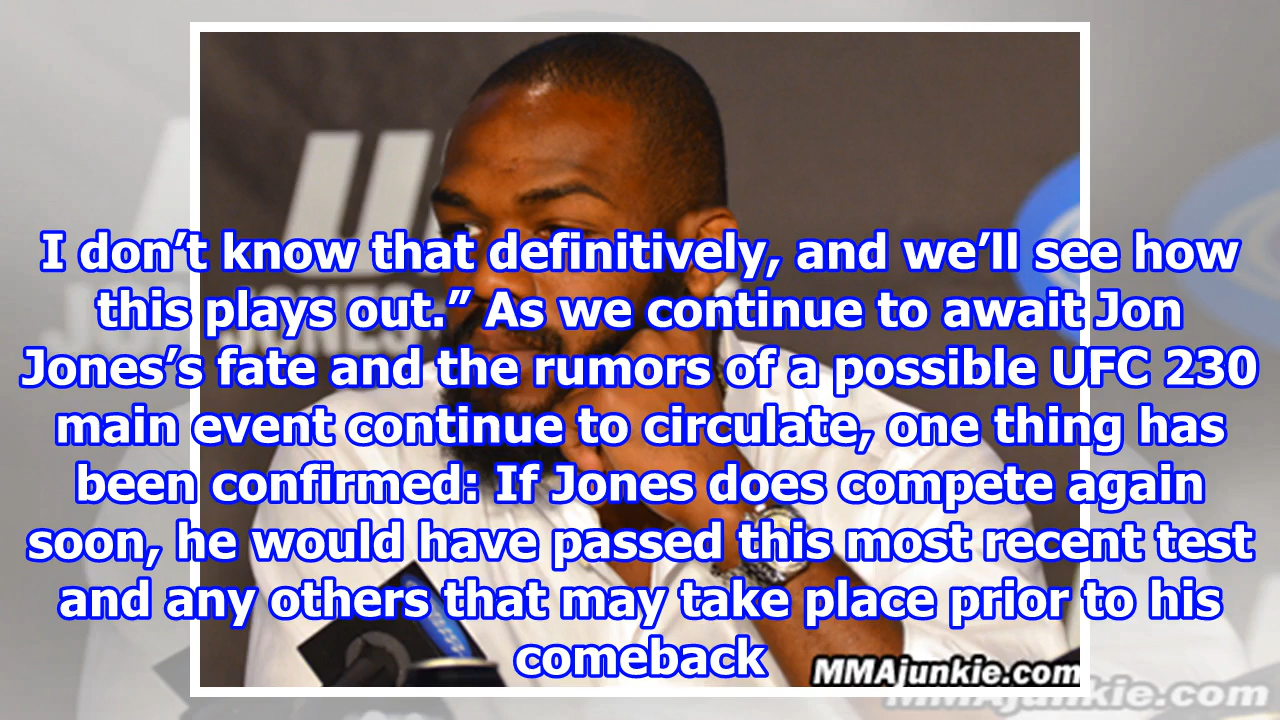 I don’t know that definitively, and we’ll see how
this plays out.” As we continue to await Jon
Jones’s fate and the rumors of a possible UFC 230
main event continue to circulate, one thing has
been confirmed: If Jones does compete again
soon, he would have passed this most recent test
and any others that may take place prior to his
comeback
JONES
MMAjunkie.com
MMAjunkie.com